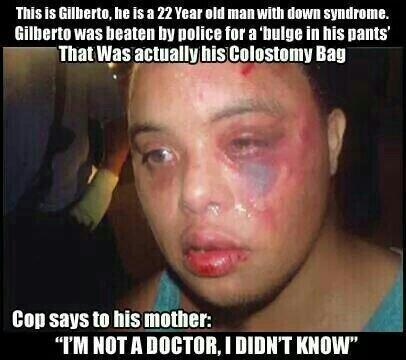 This is Gilberto, he is a 22 Year old man with down syndrome.
Gilberto was beaten by police for a 'bulge in his pants'
That Was actually his Colostomy Bag
Cop says to his mother:
"I'M NOT A DOCTOR, I DIDN'T KNOW"